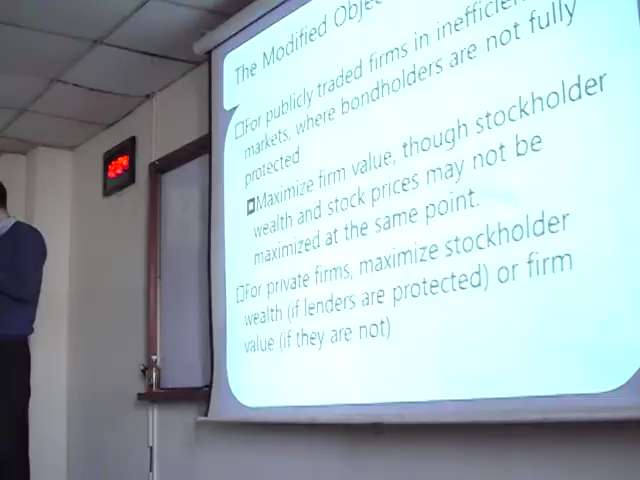 The Modified Objec
For publicly traded firms in inefficien
markets, where bondholders are not fully
protected
Maximize firm value, though stockholder
wealth and stock prices may not be
maximized at the same point.
For private firms, maximize stockholder
wealth (if lenders are protected) or firm
value (if they are not)